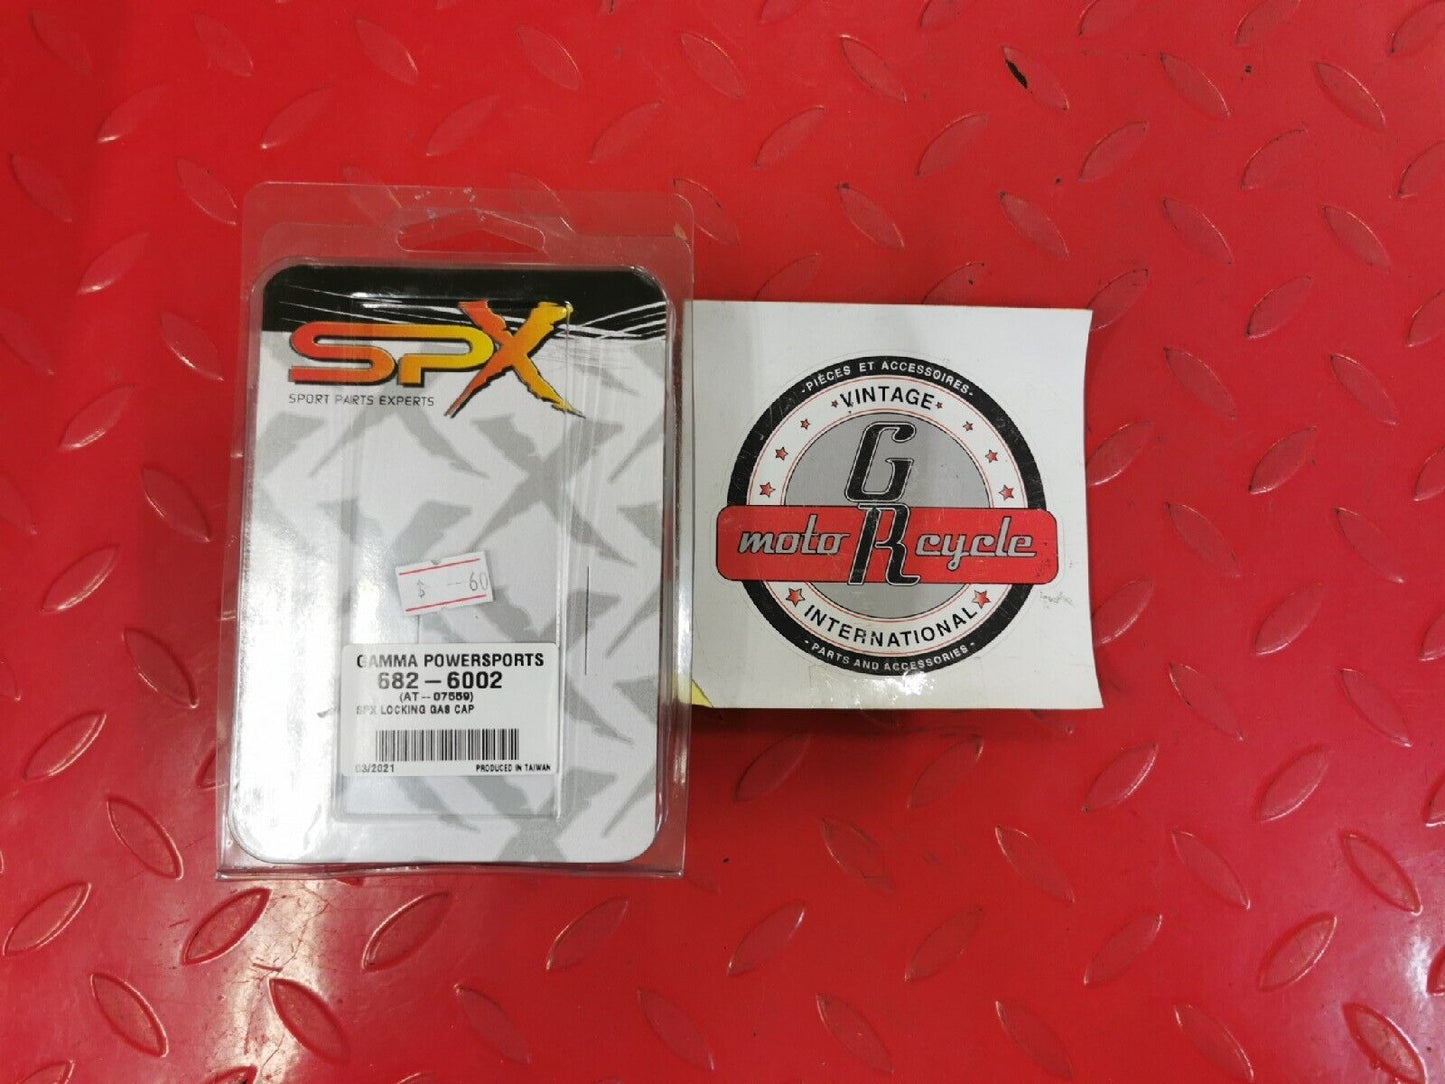 SPX
SPORT PARTS EXPERTS
$ --60
GAMMA POWERSPORTS
682-6002
(AT--07559)
SPX LOCKING GAS CAP
03/2021 PRODUCED IN TAIWAN
-PIÈCES ET ACCESSOIRES-
VINTAGE
G
moto R cycle
INTERNATIONAL
-PARTS AND ACCESSORIES-